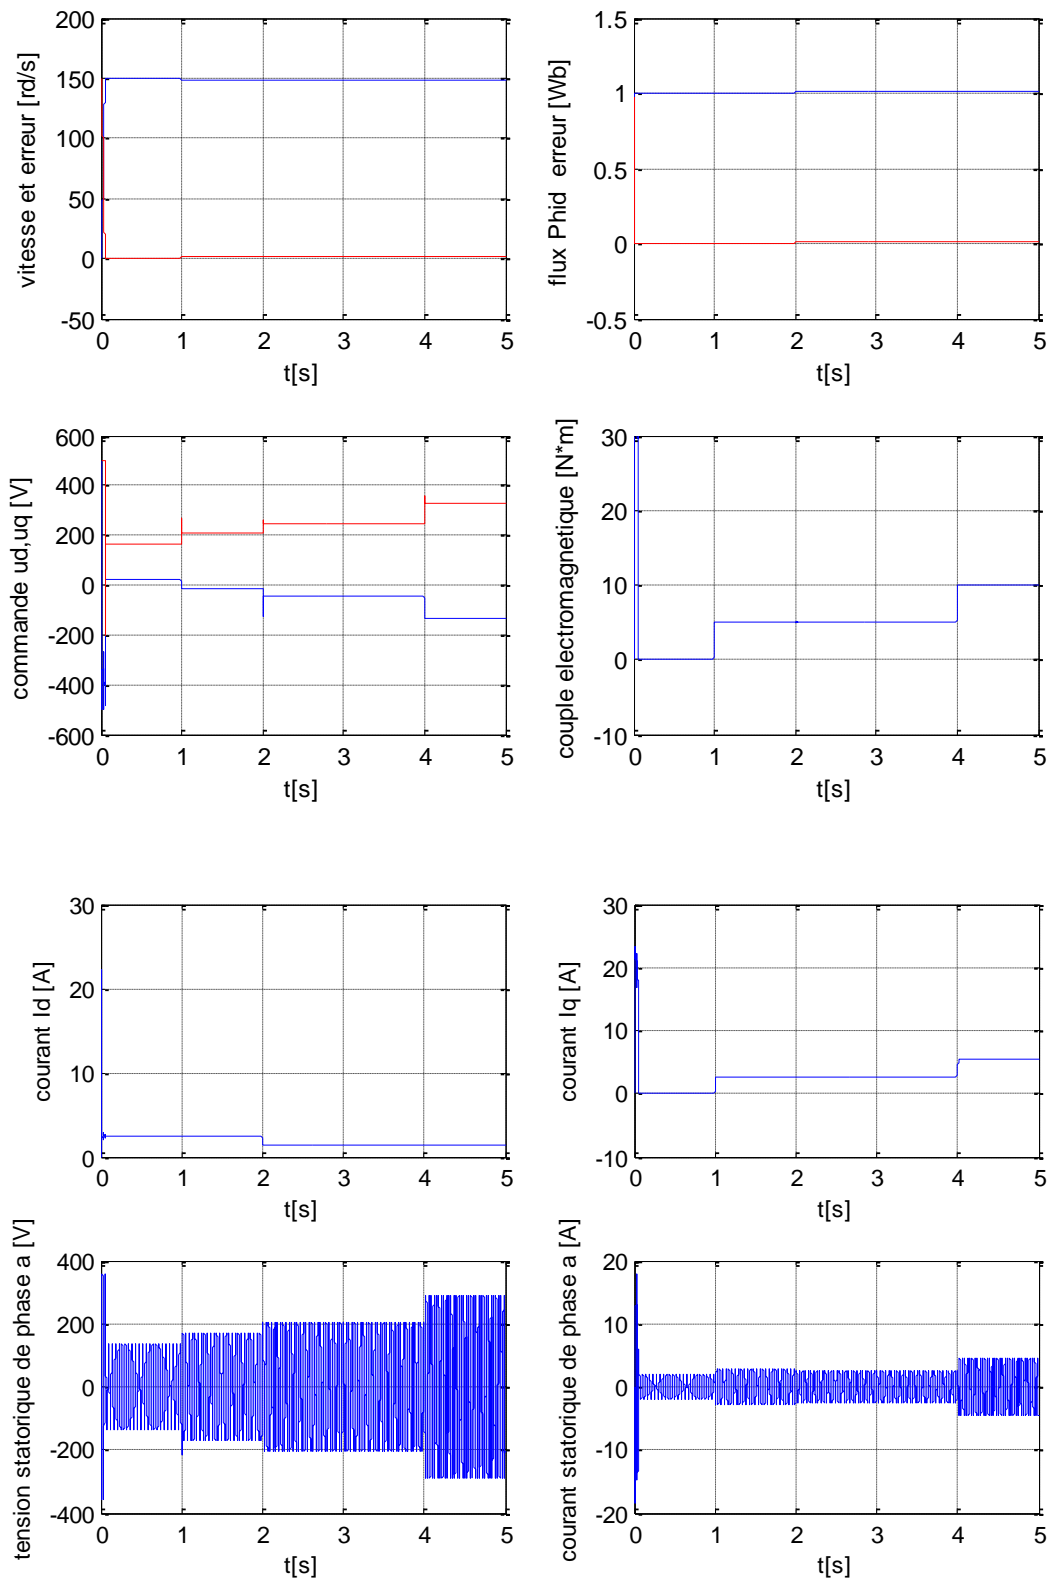 vitesse et erreur [rd/s]
200
150
100
50
0
-50
0 1 2 3 4 5
t[s]
flux Phid erreur [Wb]
1.5
1
0.5
0
-0.5
0 1 2 3 4 5
t[s]
commande ud,uq [V]
600
400
200
0
-200
-400
-600
0 1 2 3 4 5
t[s]
couple electromagnetique [N*m]
30
20
10
0
-10
0 1 2 3 4 5
t[s]
courant Id [A]
30
20
10
0
0 1 2 3 4 5
t[s]
courant Iq [A]
30
20
10
0
-10
0 1 2 3 4 5
t[s]
tension statorique de phase a [V]
400
200
0
-200
-400
0 1 2 3 4 5
t[s]
courant statorique de phase a [A]
20
10
0
-10
-20
0 1 2 3 4 5
t[s]